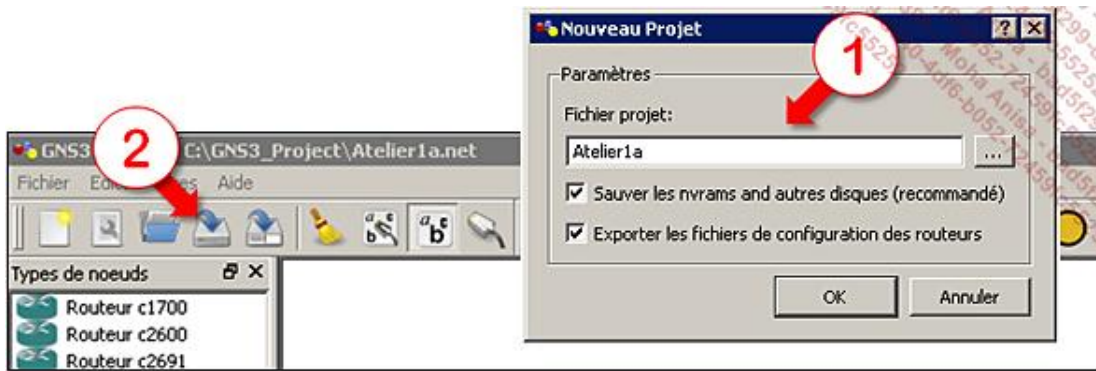 Nouveau Projet
1
Paramètres
Fichier projet:
Atelier1a
...
Sauver les nvrams and autres disques (recommandé)
Exporter les fichiers de configuration des routeurs
OK
Annuler
2
GNS3 C:\GNS3_Project\Atelier1a.net
Fichier Aide
Types de noeuds
Routeur c1700
Routeur c2600
Routeur c2691
Moha Anisa